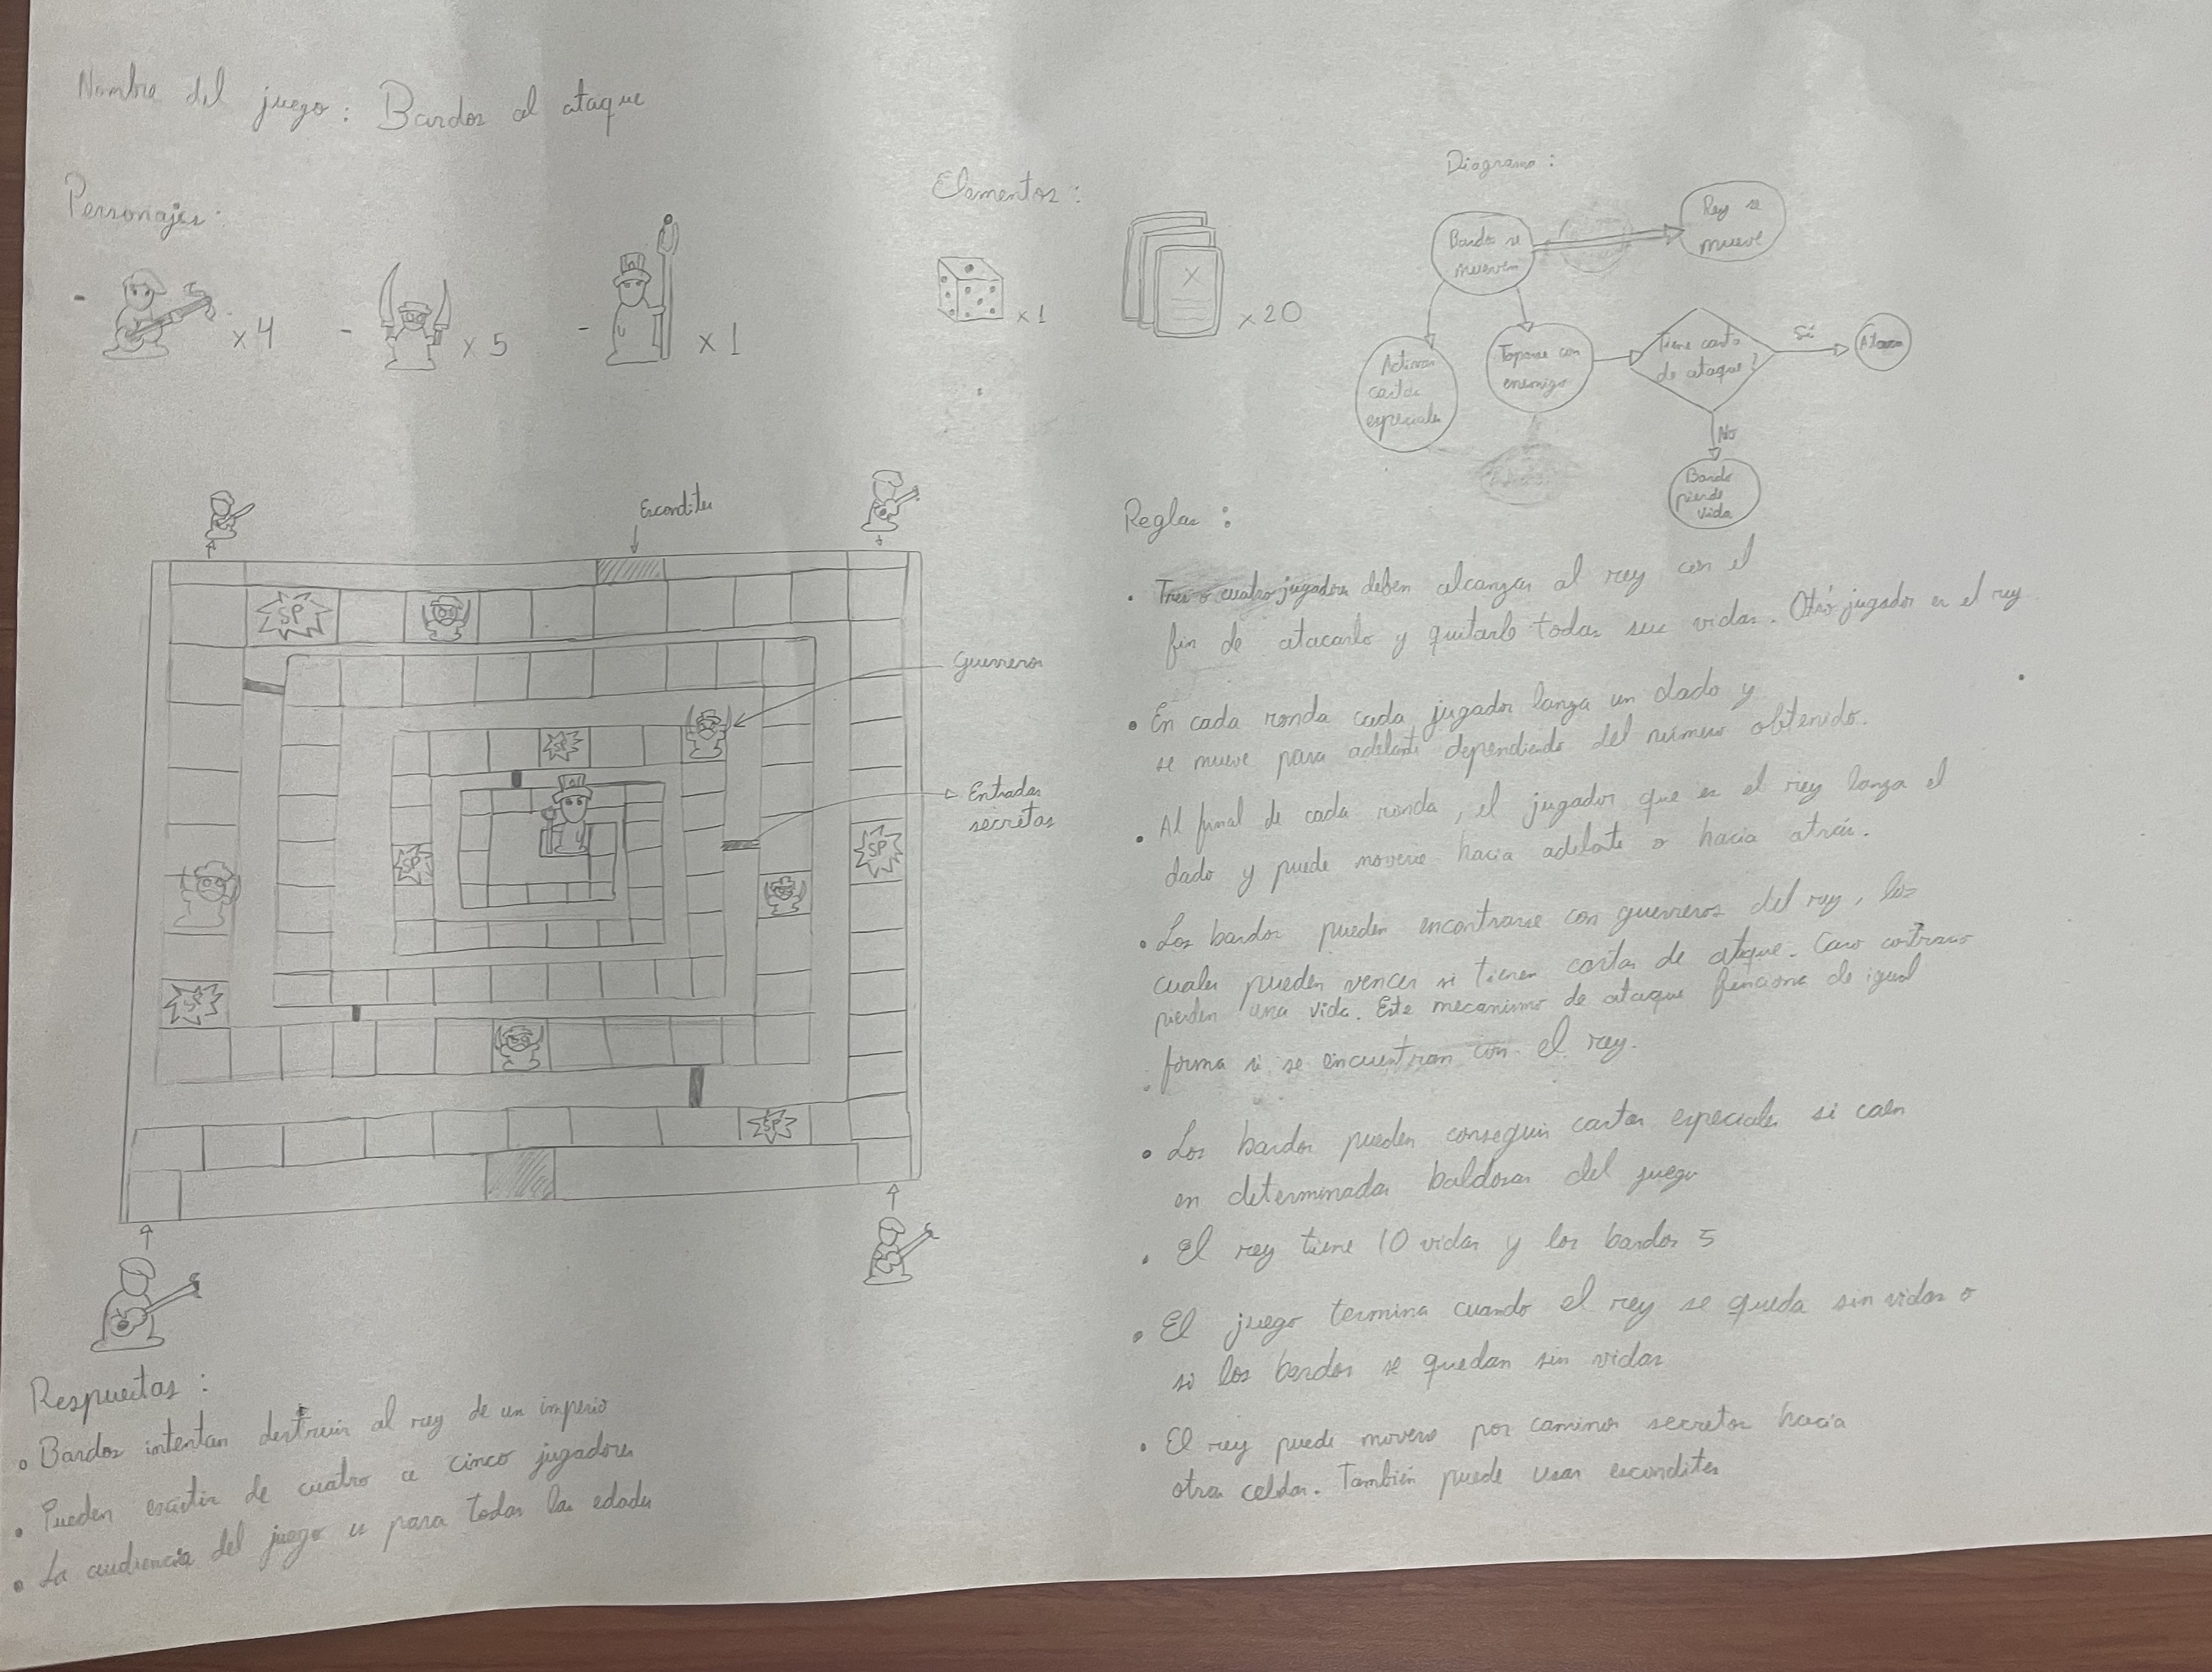 Nombre del juego: Bardos al ataque
Personajes:
- x4
- x5
- x1
Elementos:
x1
X
x20
Diagrama:
Bardos se
mueven
Rey se
mueve
Activar
cartas
especiales
Toparse con
enemigo
Tiene carta
de ataque?
Sí
Ataca
No
Bardo
pierde
vida
Escondites
SP
Guerreros
SP
Entradas
secretas
SP
SP
SP
SP
Reglas:
• Tres o cuatro jugadores deben alcanzar al rey con el
fin de atacarlo y quitarle todas sus vidas. Otro jugador es el rey
• En cada ronda cada jugador lanza un dado y
se mueve para adelante dependiendo del número obtenido.
• Al final de cada ronda, el jugador que es el rey lanza el
dado y puede moverse hacia adelante o hacia atrás.
• Los bardos pueden encontrarse con guerreros del rey, los
cuales pueden vencer si tienen cartas de ataque. Caso contrario
pierden una vida. Este mecanismo de ataque funciona de igual
forma si se encuentran con el rey.
• Los bardos pueden conseguir cartas especiales si caen
en determinadas baldosas del juego
• El rey tiene 10 vidas y los bardos 5
• El juego termina cuando el rey se queda sin vidas o
si los bardos se quedan sin vidas
• El rey puede moverse por caminos secretos hacia
otras celdas. También puede usar escondites
Respuestas:
• Bardos intentan destruir al rey de un imperio
• Pueden existir de cuatro a cinco jugadores
• La audiencia del juego es para todas las edades